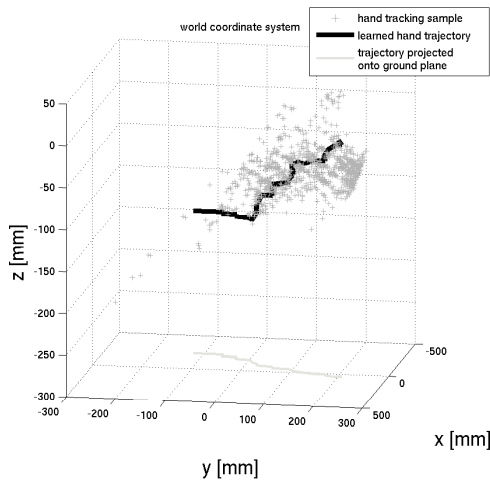 world coordinate system
hand tracking sample
learned hand trajectory
trajectory projected
onto ground plane
50
0
-50
-100
-150
-200
-250
-300
z [mm]
-300
-200
-100
0
100
200
300
y [mm]
-500
0
500
x [mm]